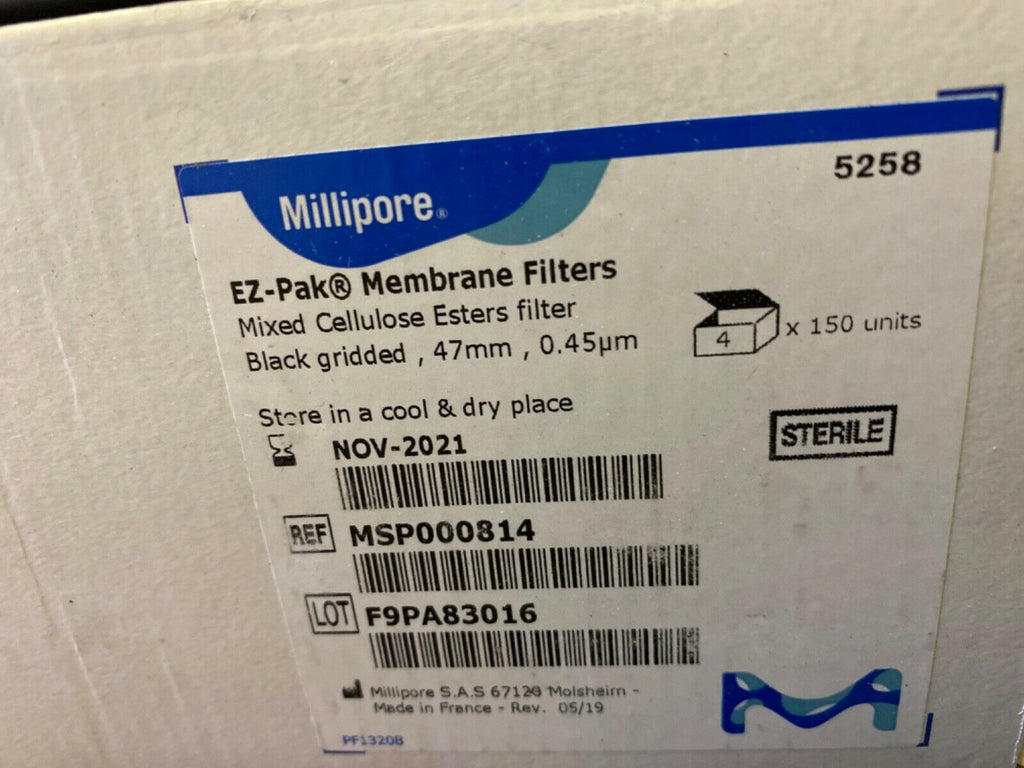 5258
Millipore®
EZ-Pak® Membrane Filters
Mixed Cellulose Esters filter
Black gridded , 47mm , 0.45µm
4 x 150 units
Store in a cool & dry place
STERILE
NOV-2021
REF MSP000814
LOT F9PA83016
Millipore S.A.S 67120 Molsheim -
Made in France - Rev. 05/19
PF13208